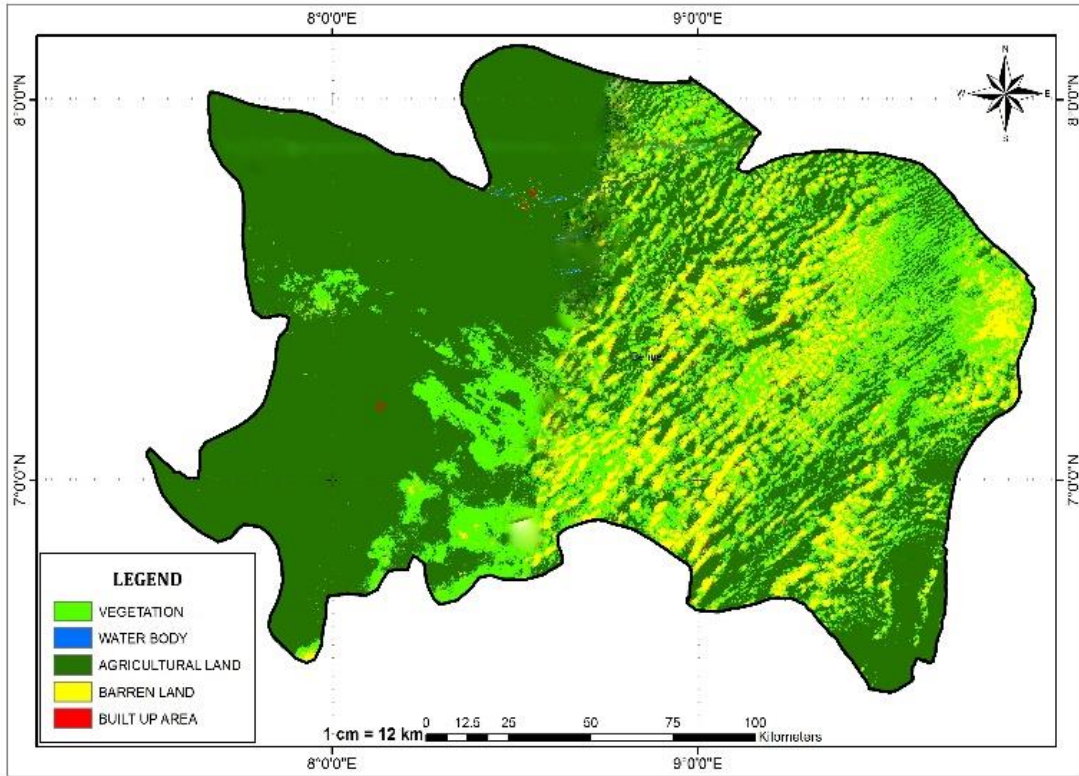 8°0'0"E 9°0'0"E
N
W E
S
8°0'0"N 8°0'0"N
Benue
7°0'0"N 7°0'0"N
LEGEND
VEGETATION
WATER BODY
AGRICULTURAL LAND
BARREN LAND
BUILT UP AREA
0 12.5 25 50 75 100
1 cm = 12 km Kilometers
8°0'0"E 9°0'0"E